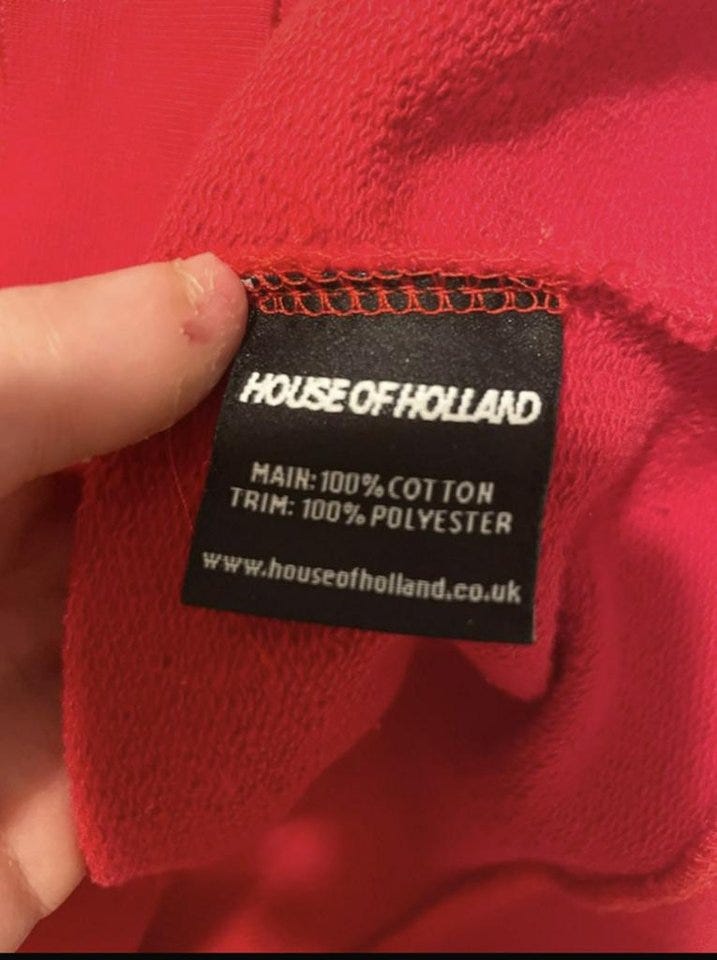 HOUSE OF HOLLAND
MAIN: 100% COTTON
TRIM: 100% POLYESTER
www.houseofholland.co.uk